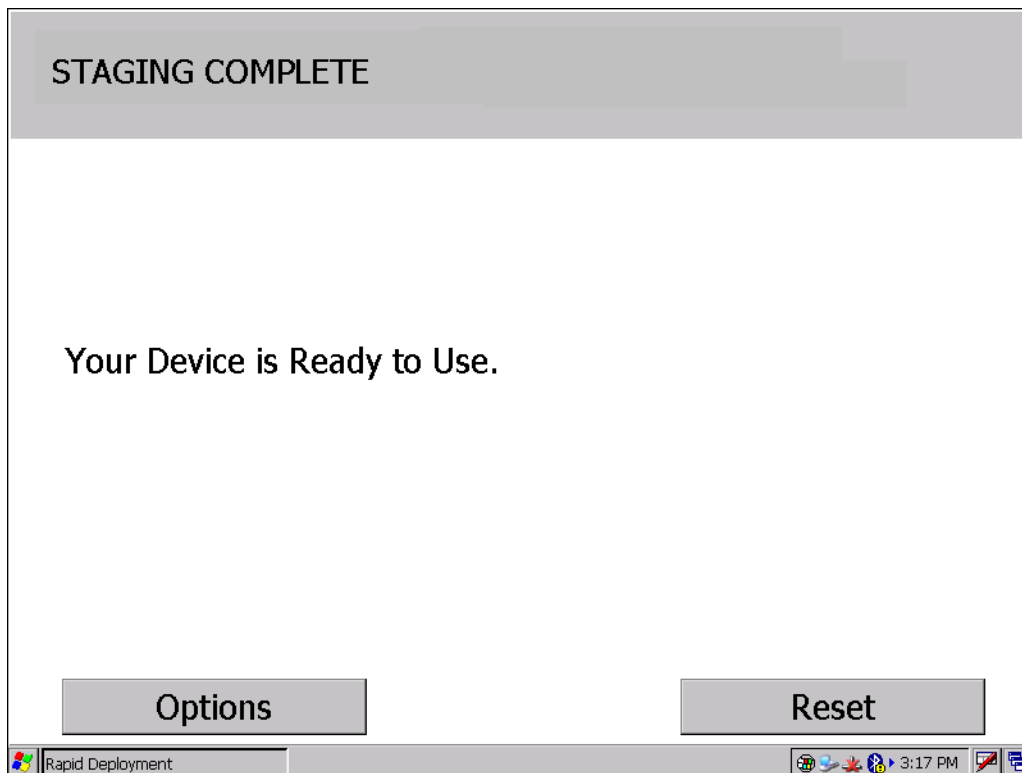 STAGING COMPLETE
Your Device is Ready to Use.
Options
Reset
Rapid Deployment
3:17 PM